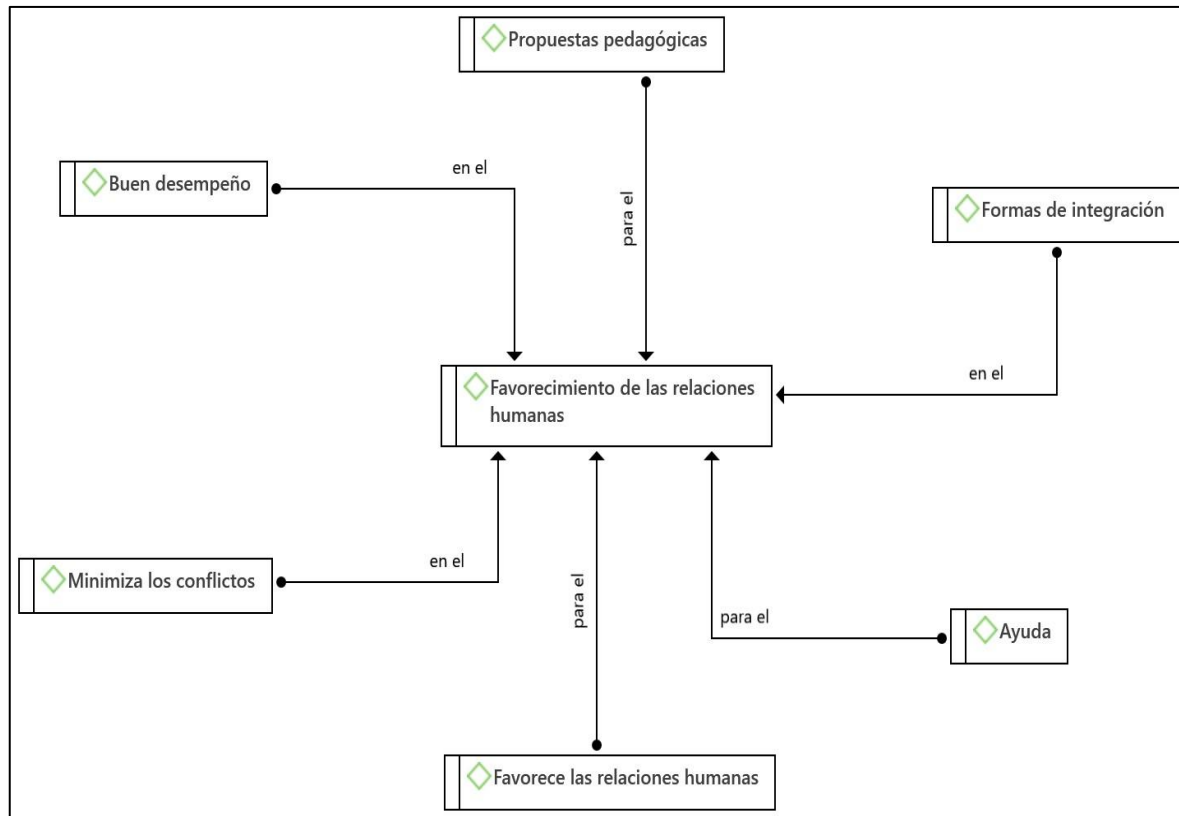 Propuestas pedagógicas
Buen desempeño
en el
para el
Formas de integración
en el
Favorecimiento de las relaciones
humanas
Minimiza los conflictos
en el
para el
para el
Ayuda
Favorece las relaciones humanas